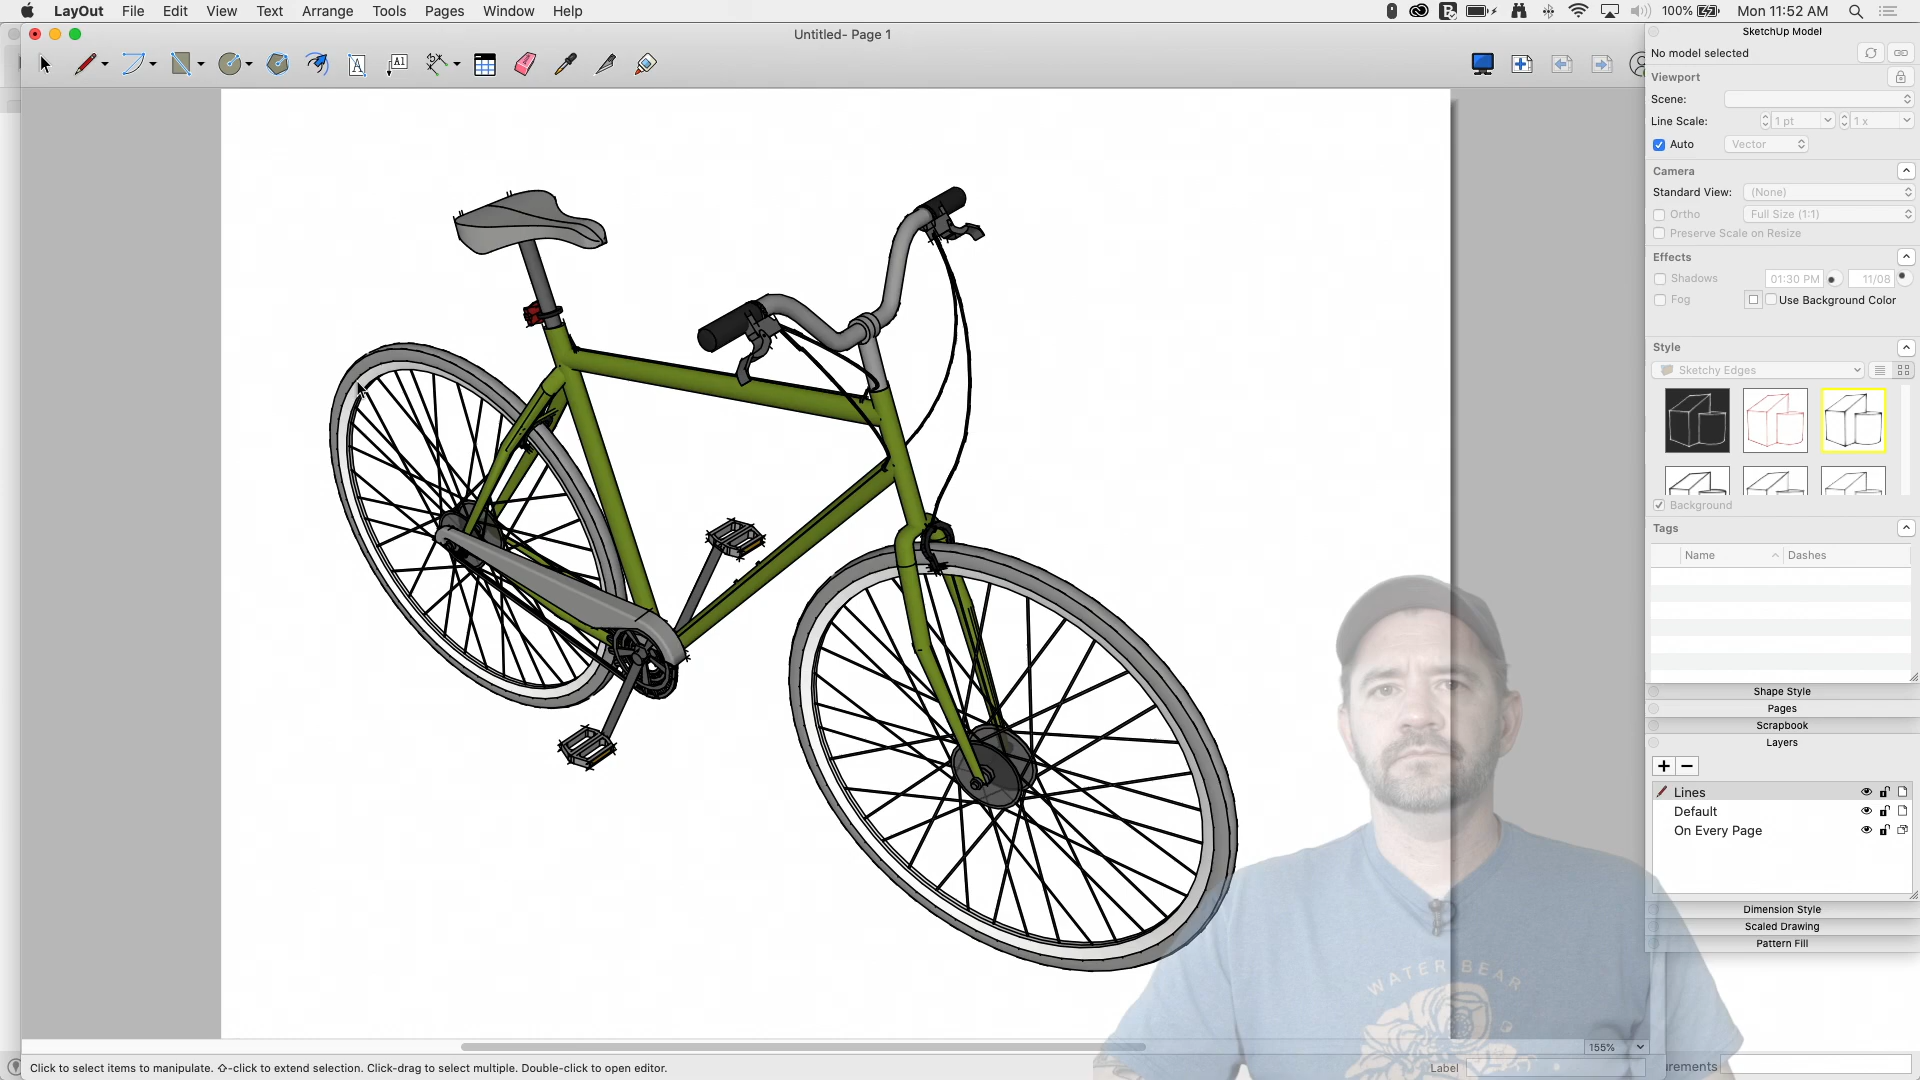 LayOut File Edit View Text Arrange Tools Pages Window Help 100% Mon 11:52 AM
Untitled- Page 1
SketchUp Model
No model selected
Viewport
Scene:
Line Scale: 1 pt 1 x
Auto Vector
Camera
Standard View: (None)
Ortho Full Size (1:1)
Preserve Scale on Resize
Effects
Shadows 01:30 PM 11/08
Fog Use Background Color
Style
Sketchy Edges
Background
Tags
Name Dashes
Shape Style
Pages
Scrapbook
Layers
Lines
Default
On Every Page
Dimension Style
Scaled Drawing
Pattern Fill
WATER BEAR
155%
Click to select items to manipulate. ⇧-click to extend selection. Click-drag to select multiple. Double-click to open editor.
Label
urements